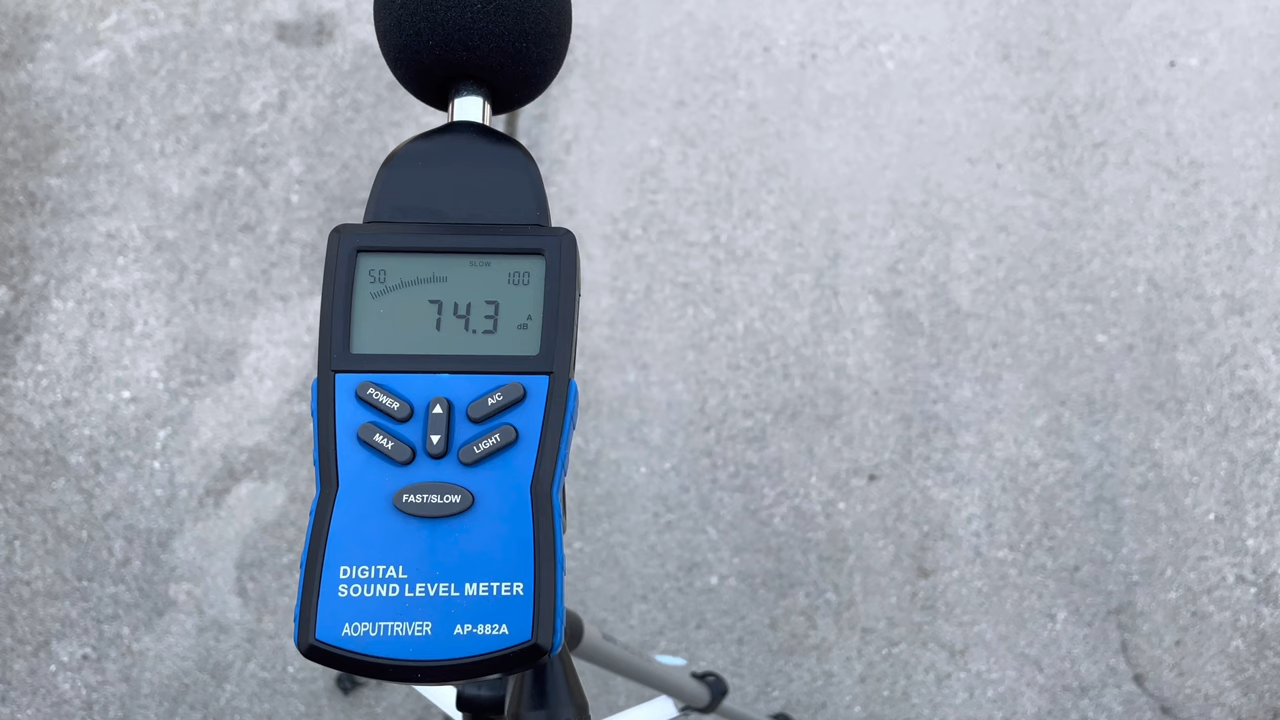 SLOW
50 100
74.3 A
dB
POWER ▲ A/C
MAX ▼ LIGHT
FAST/SLOW
DIGITAL
SOUND LEVEL METER
AOPUTTRIVER AP-882A